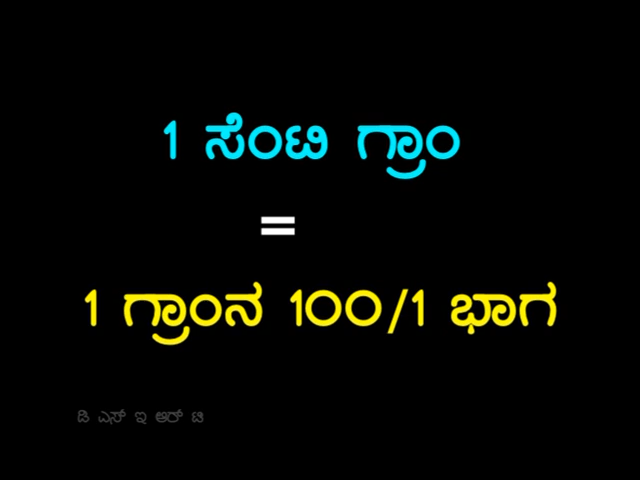 1 ಸೆಂಟಿ ಗ್ರಾಂ
=
1 ಗ್ರಾಂನ 100/1 ಭಾಗ
ಡಿ ಎಸ್ ಇ ಆರ್ ಟಿ